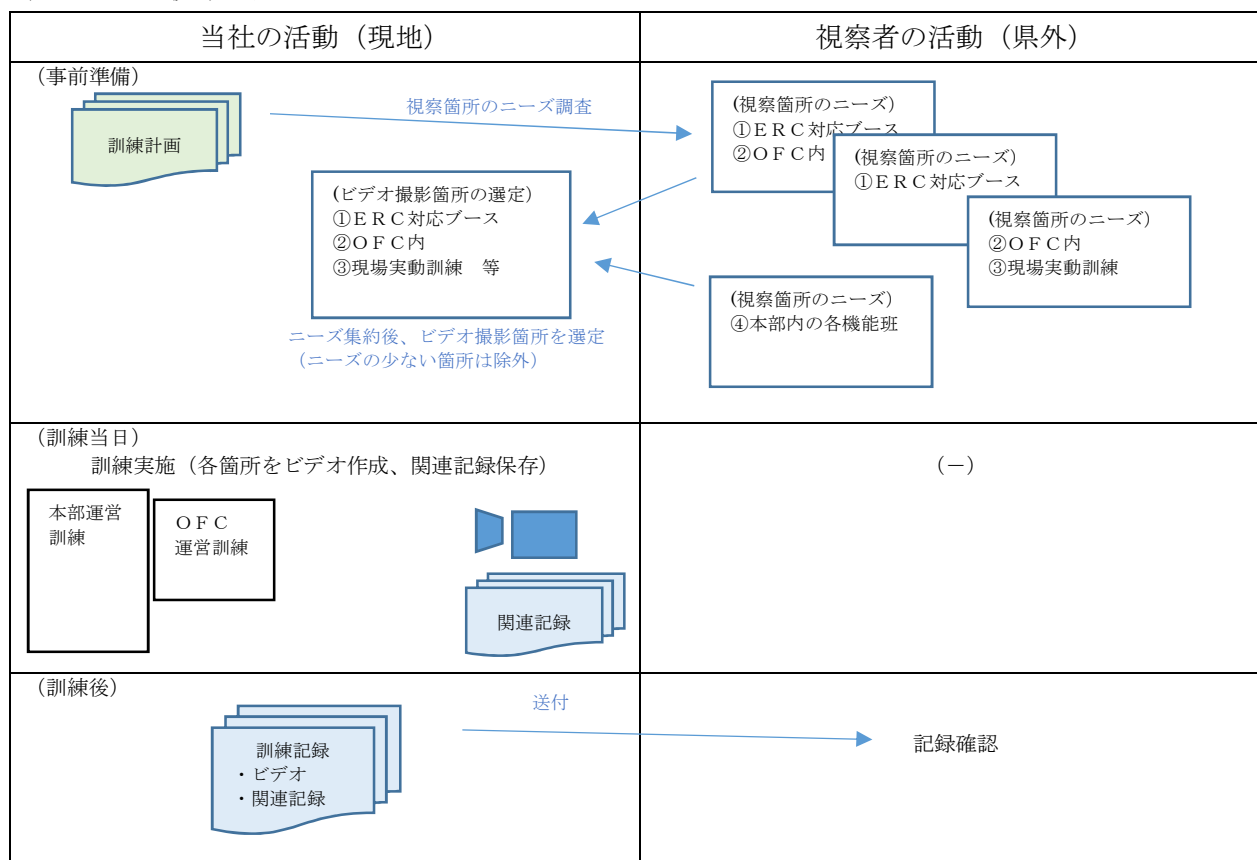 当社の活動（現地）
視察者の活動（県外）
（事前準備）
訓練計画
視察箇所のニーズ調査
(視察箇所のニーズ）
①ＥＲＣ対応ブース
②ＯＦＣ内
(視察箇所のニーズ）
①ＥＲＣ対応ブース
(視察箇所のニーズ）
②ＯＦＣ内
③現場実動訓練
(視察箇所のニーズ）
④本部内の各機能班
(ビデオ撮影箇所の選定）
①ＥＲＣ対応ブース
②ＯＦＣ内
③現場実動訓練　等
ニーズ集約後、ビデオ撮影箇所を選定
（ニーズの少ない箇所は除外）
（訓練当日）
訓練実施（各箇所をビデオ作成、関連記録保存）
（－）
本部運営
訓練
ＯＦＣ
運営訓練
関連記録
（訓練後）
訓練記録
・ビデオ
・関連記録
送付
記録確認